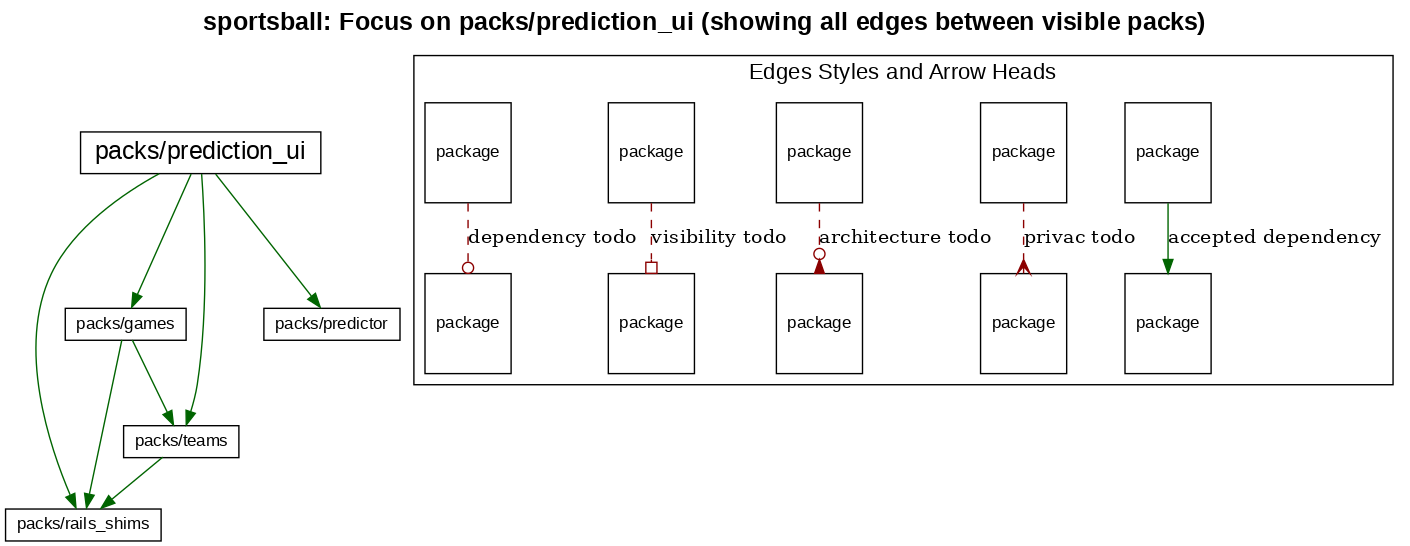 sportsball: Focus on packs/prediction_ui (showing all edges between visible packs)
Edges Styles and Arrow Heads
packs/prediction_ui
package
package
package
package
package
dependency todo
visibility todo
architecture todo
privac todo
accepted dependency
packs/games
packs/predictor
package
package
package
package
package
packs/teams
packs/rails_shims